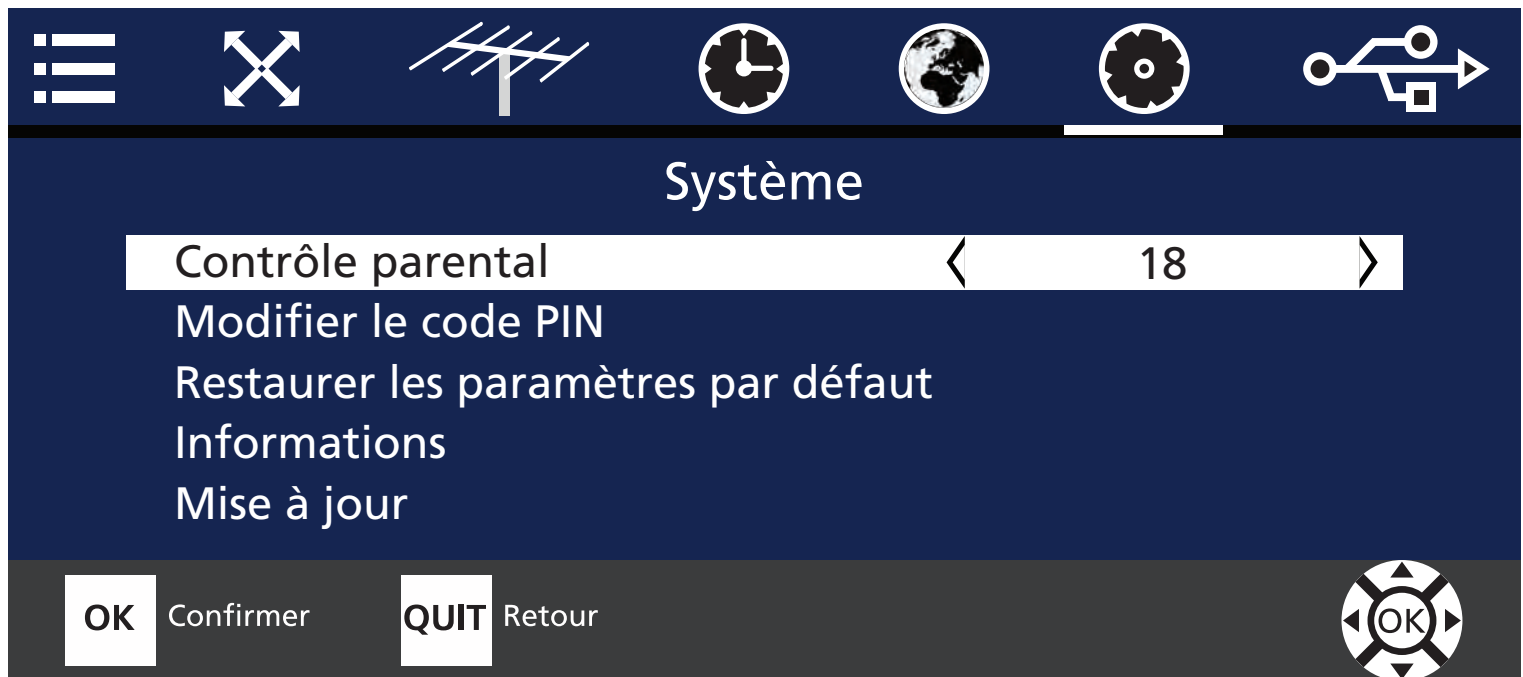 Système
Contrôle parental 18
Modifier le code PIN
Restaurer les paramètres par défaut
Informations
Mise à jour
OK Confirmer QUIT Retour OK